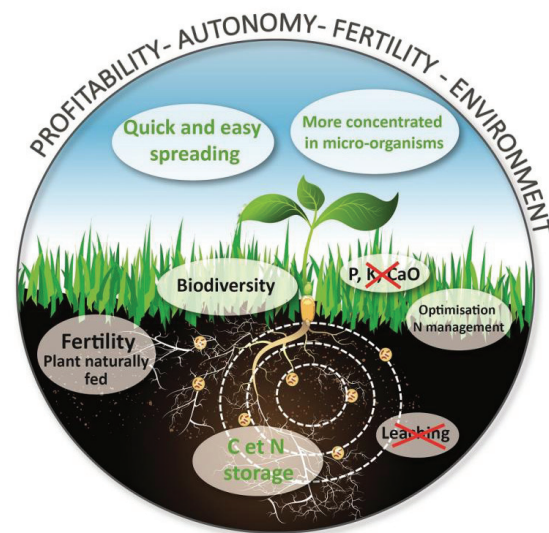 PROFITABILITY - AUTONOMY - FERTILITY - ENVIRONMENT
Quick and easy
spreading
More concentrated
in micro-organisms
Biodiversity
P, K, CaO
Optimisation
N management
Fertility
Plant naturally
fed
Leaching
C et N
storage